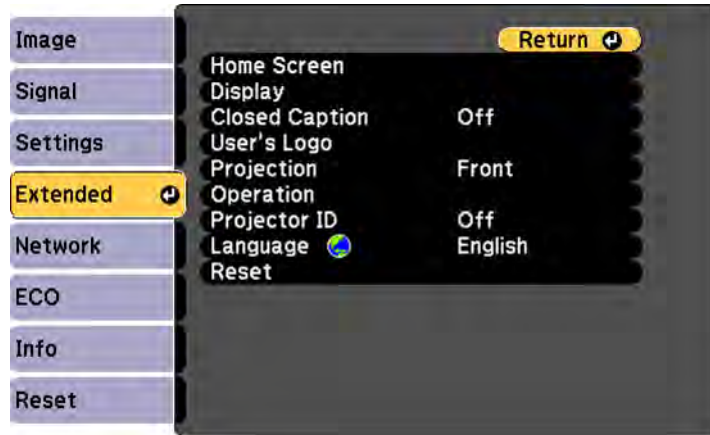 Image
Signal
Settings
Extended
Network
ECO
Info
Reset
Return
Home Screen
Display
Closed Caption Off
User's Logo
Projection Front
Operation
Projector ID Off
Language English
Reset